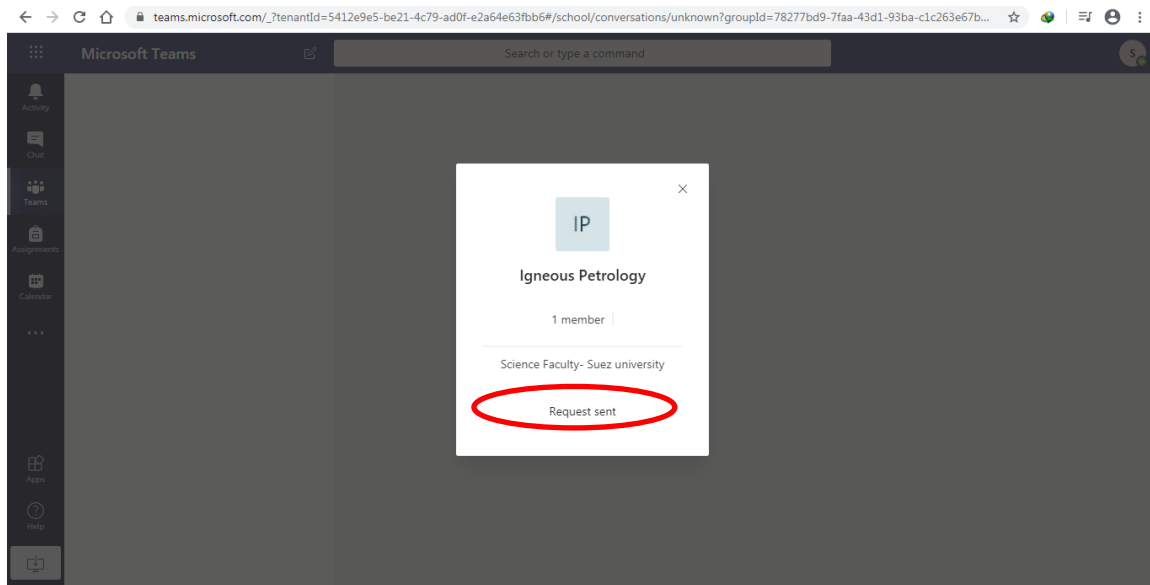 teams.microsoft.com/_?tenantId=5412e9e5-be21-4c79-ad0f-e2a64e63fbb6#/school/conversations/unknown?groupId=78277bd9-7faa-43d1-93ba-c1c263e67b...
Microsoft Teams
Search or type a command
S
Activity
Chat
Teams
Assignments
Calendar
IP
Igneous Petrology
1 member
Science Faculty- Suez university
Request sent
Apps
Help